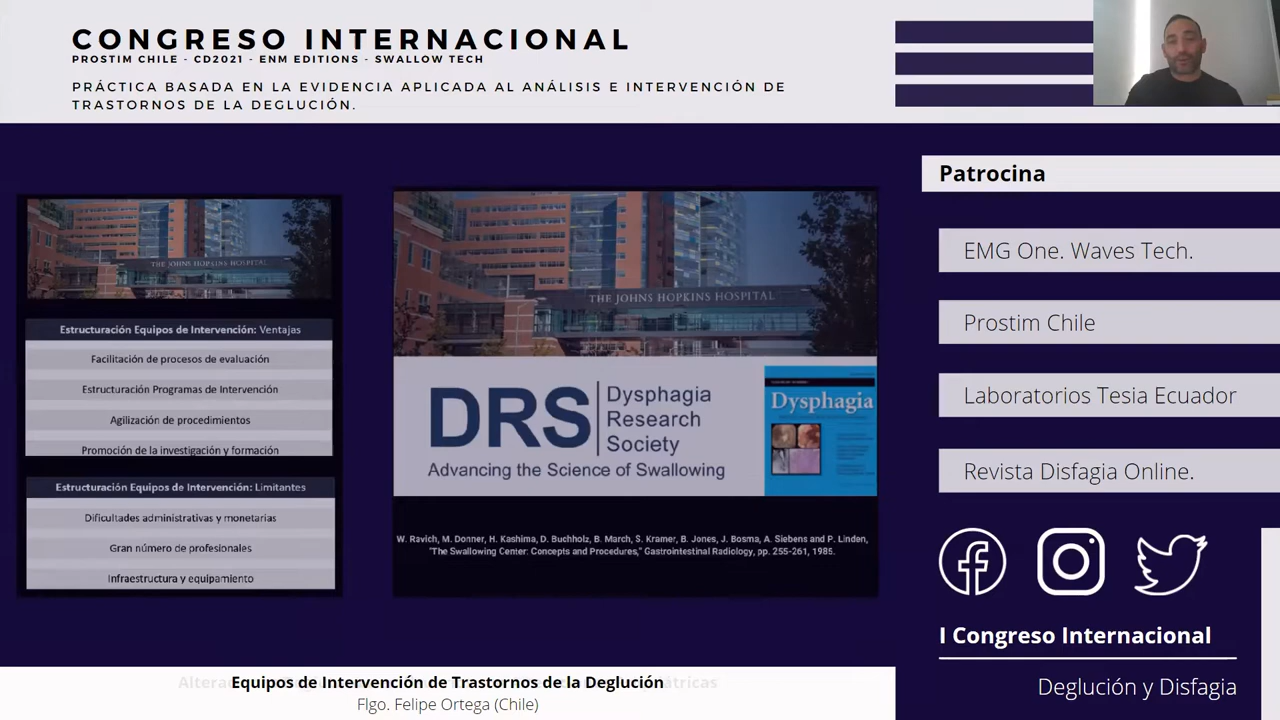 CONGRESO INTERNACIONAL
PROSTIM CHILE - CD2021 - ENM EDITIONS - SWALLOW TECH
PRÁCTICA BASADA EN LA EVIDENCIA APLICADA AL ANÁLISIS E INTERVENCIÓN DE
TRASTORNOS DE LA DEGLUCIÓN.
THE JOHNS HOPKINS HOSPITAL
Estructuración Equipos de Intervención: Ventajas
Facilitación de procesos de evaluación
Estructuración Programas de Intervención
Agilización de procedimientos
Promoción de la investigación y formación
Estructuración Equipos de Intervención: Limitantes
Dificultades administrativas y monetarias
Gran número de profesionales
Infraestructura y equipamiento
THE JOHNS HOPKINS HOSPITAL
DRS
Dysphagia
Research
Society
Advancing the Science of Swallowing
Dysphagia
W. Ravich, M. Donner, H. Kashima, D. Buchholz, B. March, S. Kramer, B. Jones, J. Bosma, A. Siebens and P. Linden,
"The Swallowing Center: Concepts and Procedures," Gastrointestinal Radiology, pp. 255-261, 1985.
Patrocina
EMG One. Waves Tech.
Prostim Chile
Laboratorios Tesia Ecuador
Revista Disfagia Online.
I Congreso Internacional
Deglución y Disfagia
Equipos de Intervención de Trastornos de la Deglución
Flgo. Felipe Ortega (Chile)